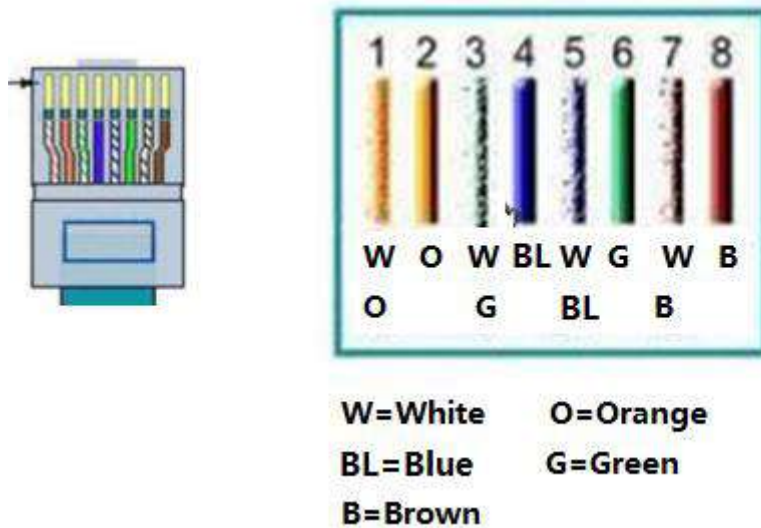 1 2 3 4 5 6 7 8
W O W BL W G W B
O G BL B
W=White O=Orange
BL=Blue G=Green
B=Brown